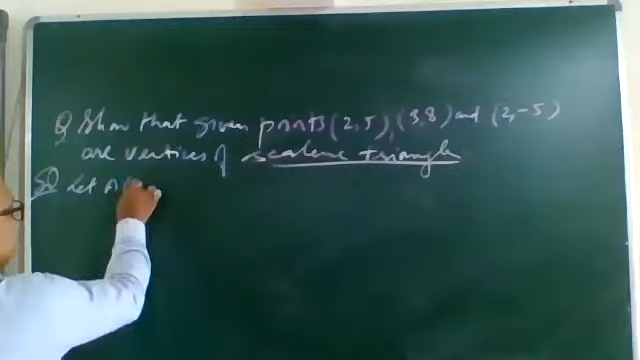 Q Show that given points (2,5), (3,8) and (2,-5)
are vertices of scalene triangle
Sol Let A